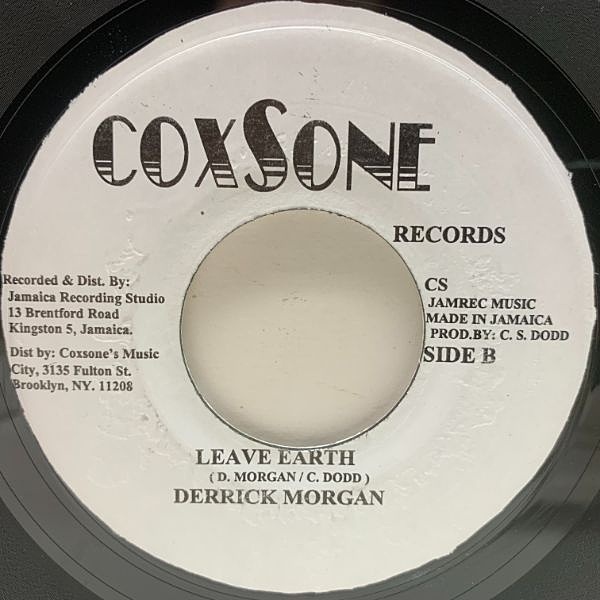 COXSONE
RECORDS
Recorded & Dist. By:
Jamaica Recording Studio
13 Brentford Road
Kingston 5, Jamaica.
Dist by: Coxsone's Music
City, 3135 Fulton St.
Brooklyn, NY. 11208
CS
JAMREC MUSIC
MADE IN JAMAICA
PROD.BY: C. S. DODD
SIDE B
LEAVE EARTH
( D. MORGAN / C. DODD )
DERRICK MORGAN